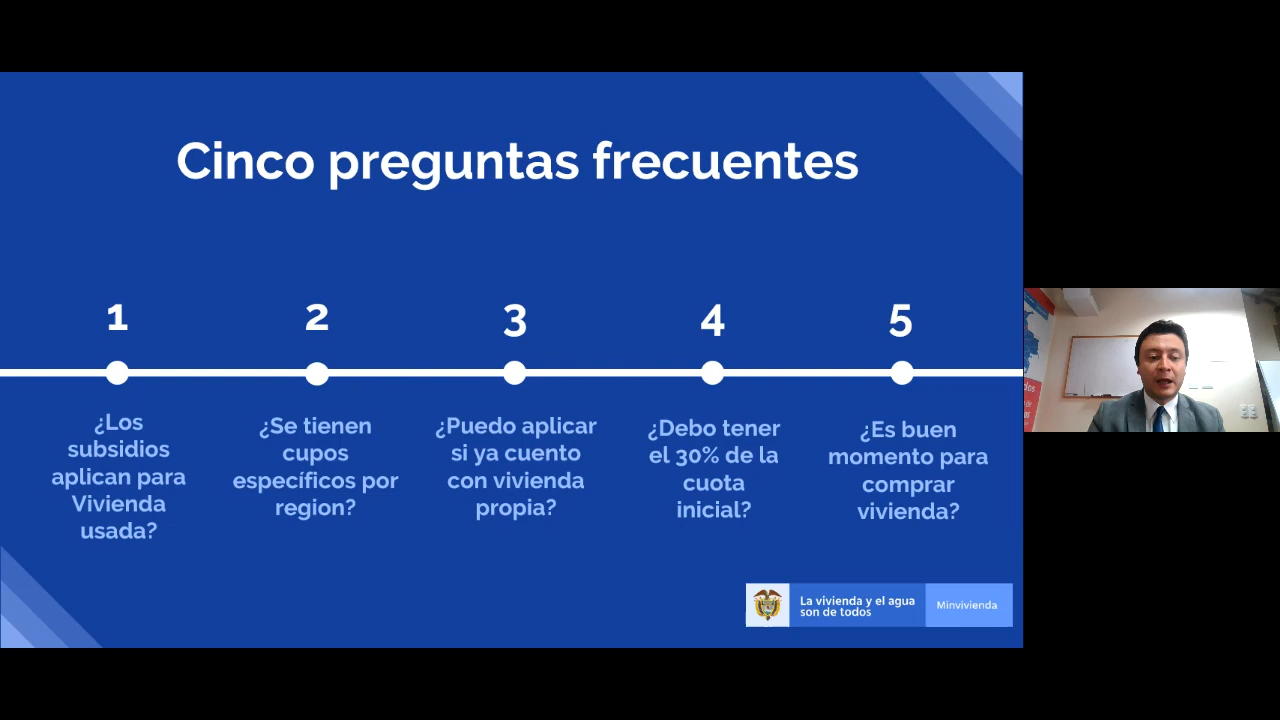 Cinco preguntas frecuentes
1
2
3
4
5
¿Los
subsidios
aplican para
Vivienda
usada?
¿Se tienen
cupos
específicos por
region?
¿Puedo aplicar
si ya cuento
con vivienda
propia?
¿Debo tener
el 30% de la
cuota
inicial?
¿Es buen
momento para
comprar
vivienda?
La vivienda y el agua
son de todos
Minvivienda